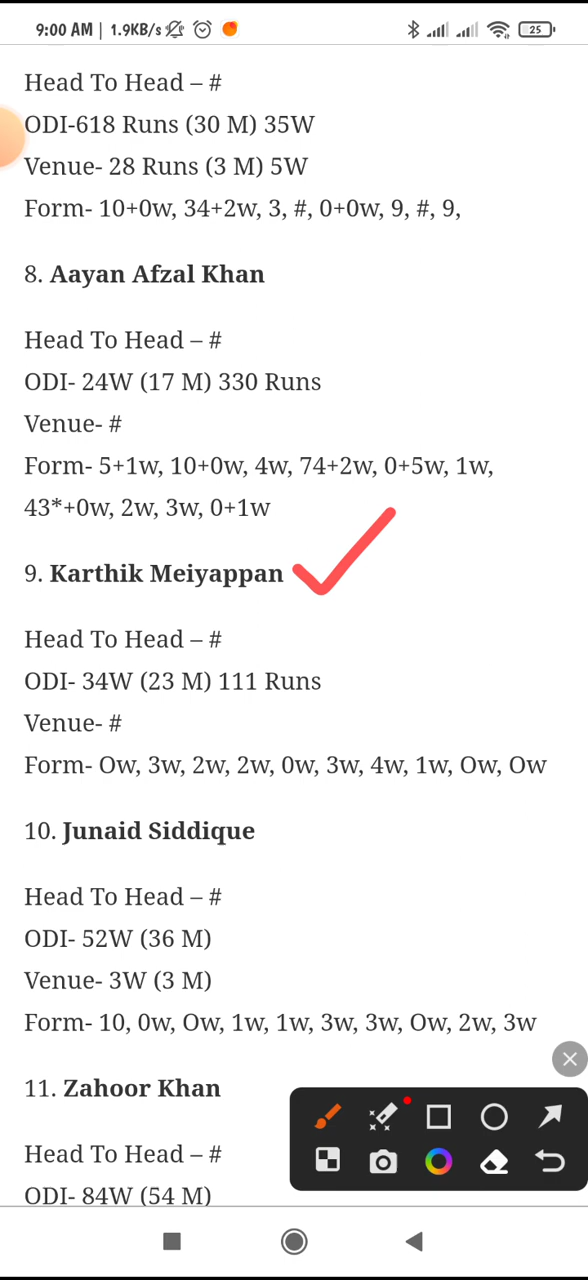 9:00 AM | 1.9KB/s
25
Head To Head – #
ODI-618 Runs (30 M) 35W
Venue- 28 Runs (3 M) 5W
Form- 10+0w, 34+2w, 3, #, 0+0w, 9, #, 9,
8. Aayan Afzal Khan
Head To Head – #
ODI- 24W (17 M) 330 Runs
Venue- #
Form- 5+1w, 10+0w, 4w, 74+2w, 0+5w, 1w,
43*+0w, 2w, 3w, 0+1w
9. Karthik Meiyappan
Head To Head – #
ODI- 34W (23 M) 111 Runs
Venue- #
Form- Ow, 3w, 2w, 2w, 0w, 3w, 4w, 1w, Ow, Ow
10. Junaid Siddique
Head To Head – #
ODI- 52W (36 M)
Venue- 3W (3 M)
Form- 10, 0w, Ow, 1w, 1w, 3w, 3w, Ow, 2w, 3w
11. Zahoor Khan
Head To Head – #
ODI- 84W (54 M)